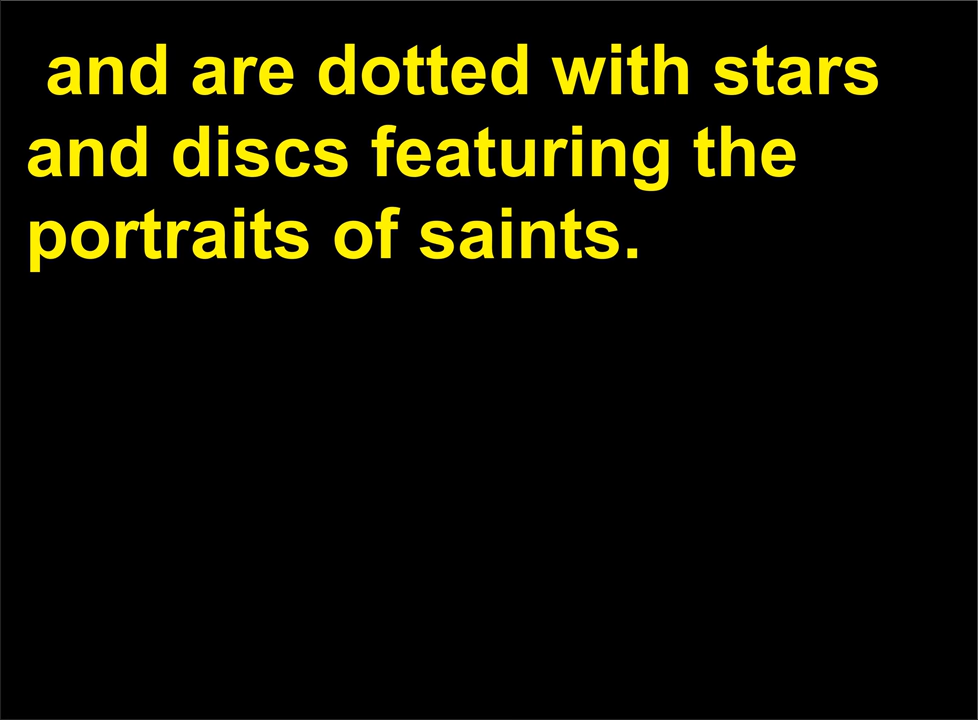 and are dotted with stars
and discs featuring the
portraits of saints.